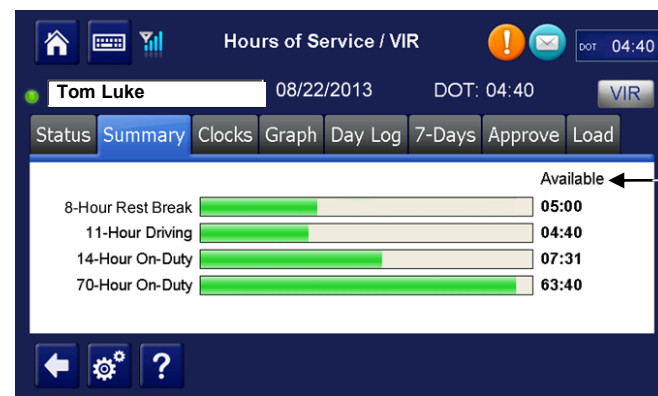 Hours of Service / VIR ! DOT 04:40
Tom Luke 08/22/2013 DOT: 04:40 VIR
Status Summary Clocks Graph Day Log 7-Days Approve Load
Available
8-Hour Rest Break 05:00
11-Hour Driving 04:40
14-Hour On-Duty 07:31
70-Hour On-Duty 63:40
?